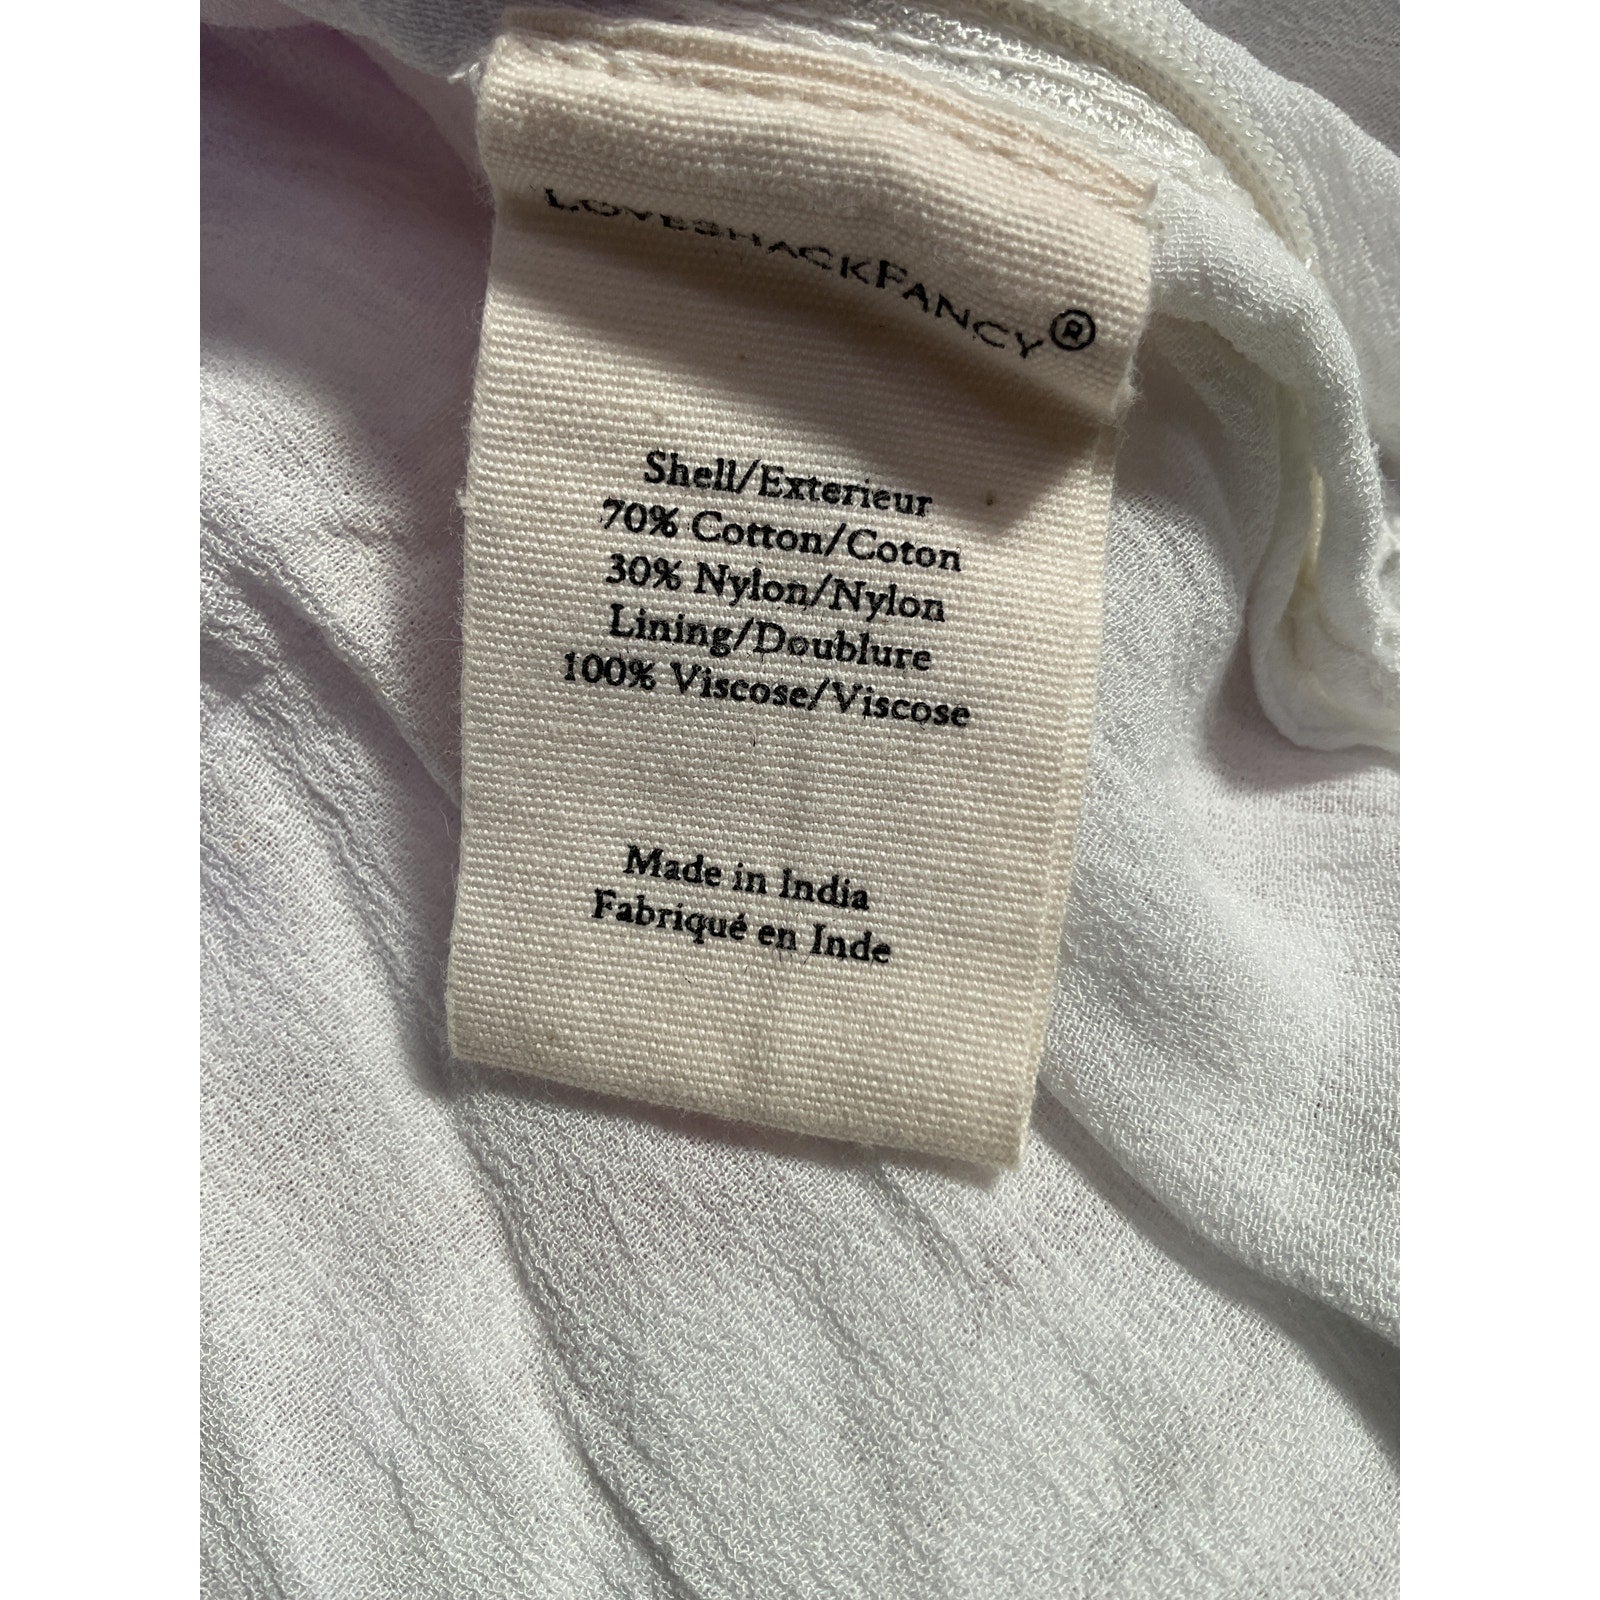 LOVESHACKFANCY®
Shell/Exterieur
70% Cotton/Coton
30% Nylon/Nylon
Lining/Doublure
100% Viscose/Viscose
Made in India
Fabriqué en Inde